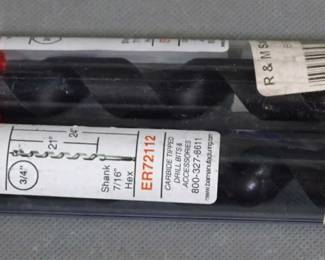 R & M S
24"
21"
3/4"
Shank
7/16"
Hex
ER72112
CARBIDE TIPPED
DRILL BITS &
ACCESSORIES
800-327-8611